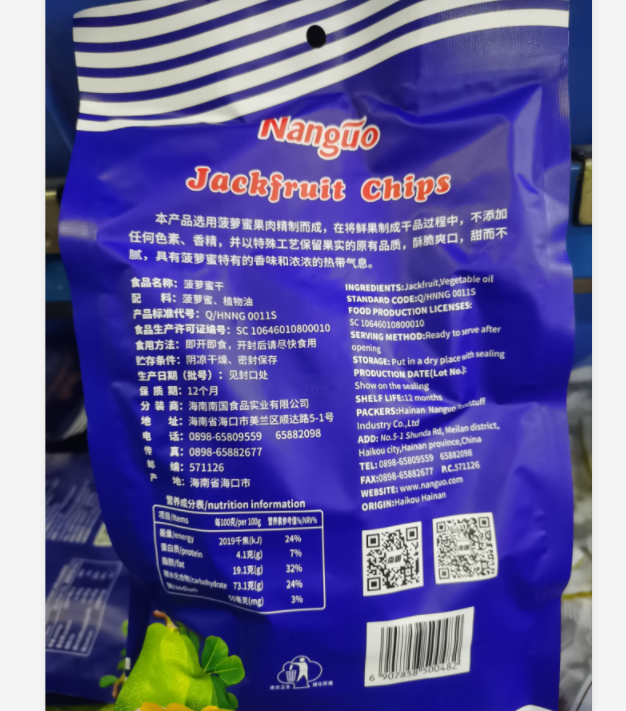 Nanguo
Jackfruit Chips
本产品选用菠萝蜜果肉精制而成，在将鲜果制成干品过程中，不添加
任何色素、香精，并以特殊工艺保留果实的原有品质，酥脆爽口，甜而不
腻，具有菠萝蜜特有的香味和浓浓的热带气息。
食品名称：菠萝蜜干
配 料：菠萝蜜、植物油
产品标准代号：Q/HNNG 0011S
食品生产许可证编号：SC 10646010800010
食用方法：即开即食，开封后请尽快食用
贮存条件：阴凉干燥、密封保存
生产日期（批号）：见封口处
保 质 期：12个月
分 装 商：海南南国食品实业有限公司
地 址：海南省海口市美兰区顺达路5-1号
电 话：0898-65809559 65882098
传 真：0898-65882677
邮 编：571126
产 地：海南省海口市
INGREDIENTS:Jackfruit,Vegetable oil
STANDARD CODE:Q/HNNG 0011S
FOOD PRODUCTION LICENSES:
SC 10646010800010
SERVING METHOD:Ready to serve after
opening
STORAGE: Put in a dry place with sealing
PRODUCTION DATE(Lot No.):
Show on the sealing
SHELF LIFE:12 months
PACKERS:Hainan Nanguo Foodstuff
Industry Co.,Ltd
ADD: No.5-1 Shunda Rd, Meilan district,
Haikou city,Hainan province,China
TEL: 0898-65809559 65882098
FAX:0898-65882677 P.C.571126
WEBSITE: www.nanguo.com
ORIGIN:Haikou Hainan
营养成分表/nutrition information
项目/Items 每100克/per 100g 营养素参考值%/NRV%
能量/energy 2019千焦(kJ) 24%
蛋白质/protein 4.1克(g) 7%
脂肪/fat 19.1克(g) 32%
碳水化合物/carbohydrate 73.1克(g) 24%
钠/sodium 毫克(mg) 3%
6 907858 500482